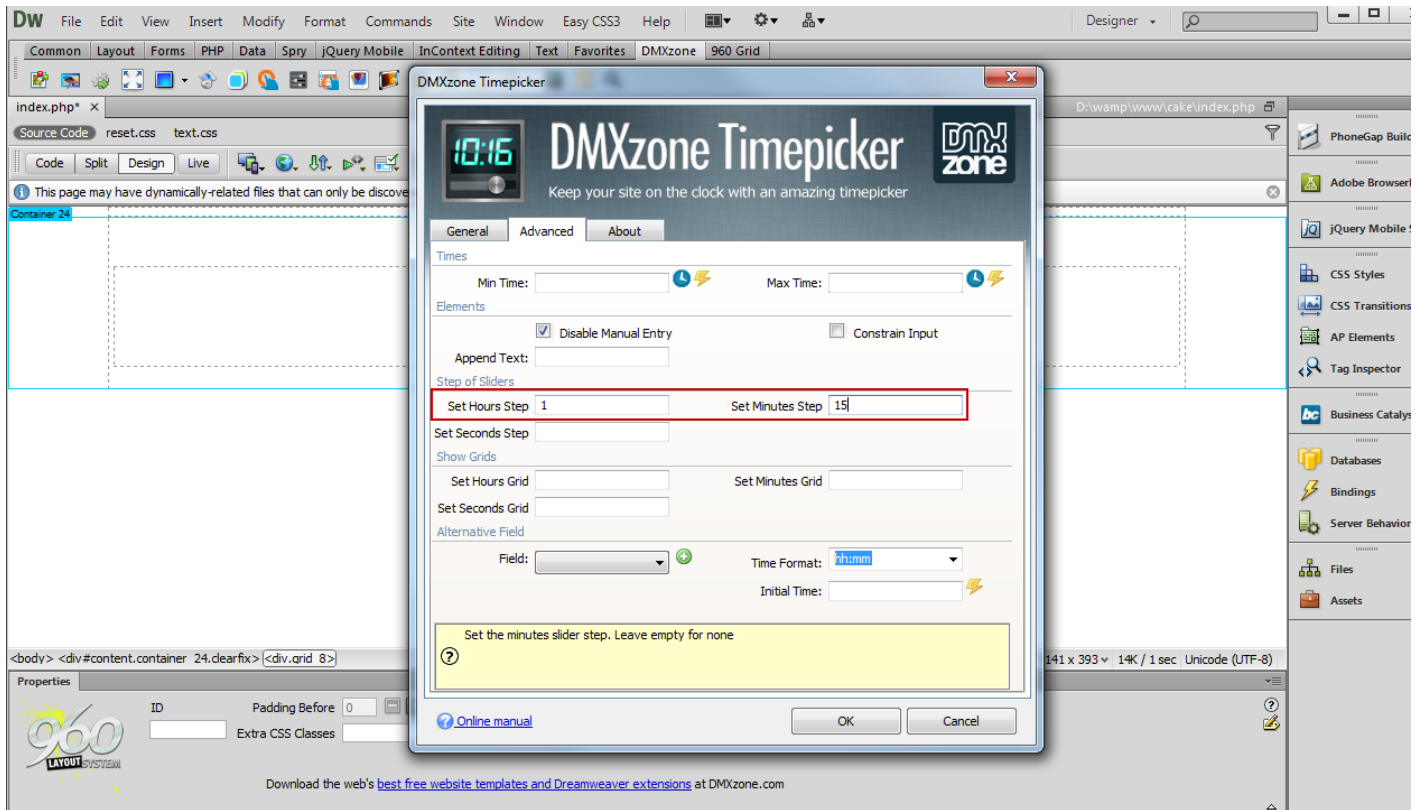 DW File Edit View Insert Modify Format Commands Site Window Easy CSS3 Help Designer
Common Layout Forms PHP Data Spry jQuery Mobile InContext Editing Text Favorites DMXzone 960 Grid
DMXzone Timepicker
index.php* D:\wamp\www\cake\index.php
Source Code reset.css text.css
Code Split Design Live
This page may have dynamically-related files that can only be discove
Container 24
10:16
DMXzone Timepicker
DMX zone
Keep your site on the clock with an amazing timepicker
General Advanced About
Times
Min Time: Max Time:
Elements
Disable Manual Entry Constrain Input
Append Text:
Step of Sliders
Set Hours Step 1 Set Minutes Step 15
Set Seconds Step
Show Grids
Set Hours Grid Set Minutes Grid
Set Seconds Grid
Alternative Field
Field: Time Format: hh:mm
Initial Time:
Set the minutes slider step. Leave empty for none
Online manual OK Cancel
PhoneGap Build
Adobe Browserl
jQ jQuery Mobile S
CSS Styles
CSS Transitions
AP Elements
Tag Inspector
bc Business Catalys
Databases
Bindings
Server Behavior
Files
Assets
<body> <div#content.container_24.clearfix> <div.grid_8> 141 x 393 14K / 1 sec Unicode (UTF-8)
Properties
960 LAYOUT SYSTEM
ID Padding Before 0
Extra CSS Classes
Download the web's best free website templates and Dreamweaver extensions at DMXzone.com